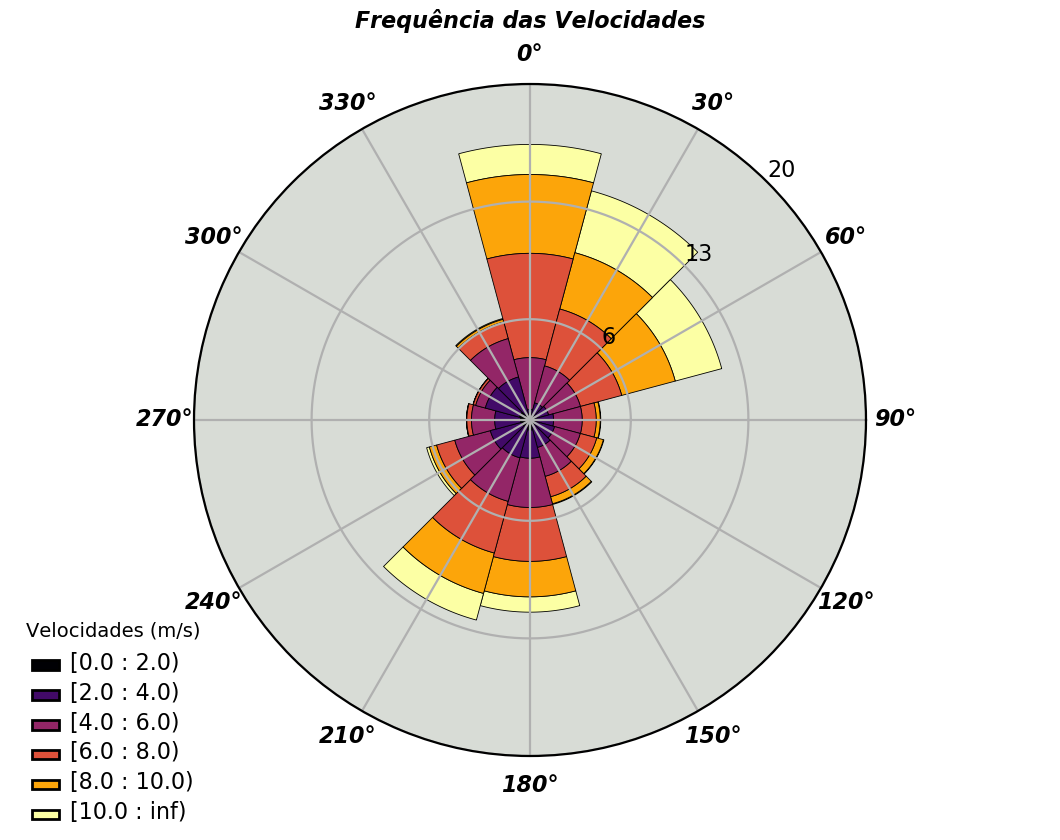 Frequência das Velocidades
0°
330°
30°
20
300°
60°
13
6
270°
90°
240°
120°
Velocidades (m/s)
[0.0 : 2.0)
[2.0 : 4.0)
[4.0 : 6.0)
[6.0 : 8.0)
[8.0 : 10.0)
[10.0 : inf)
210°
150°
180°